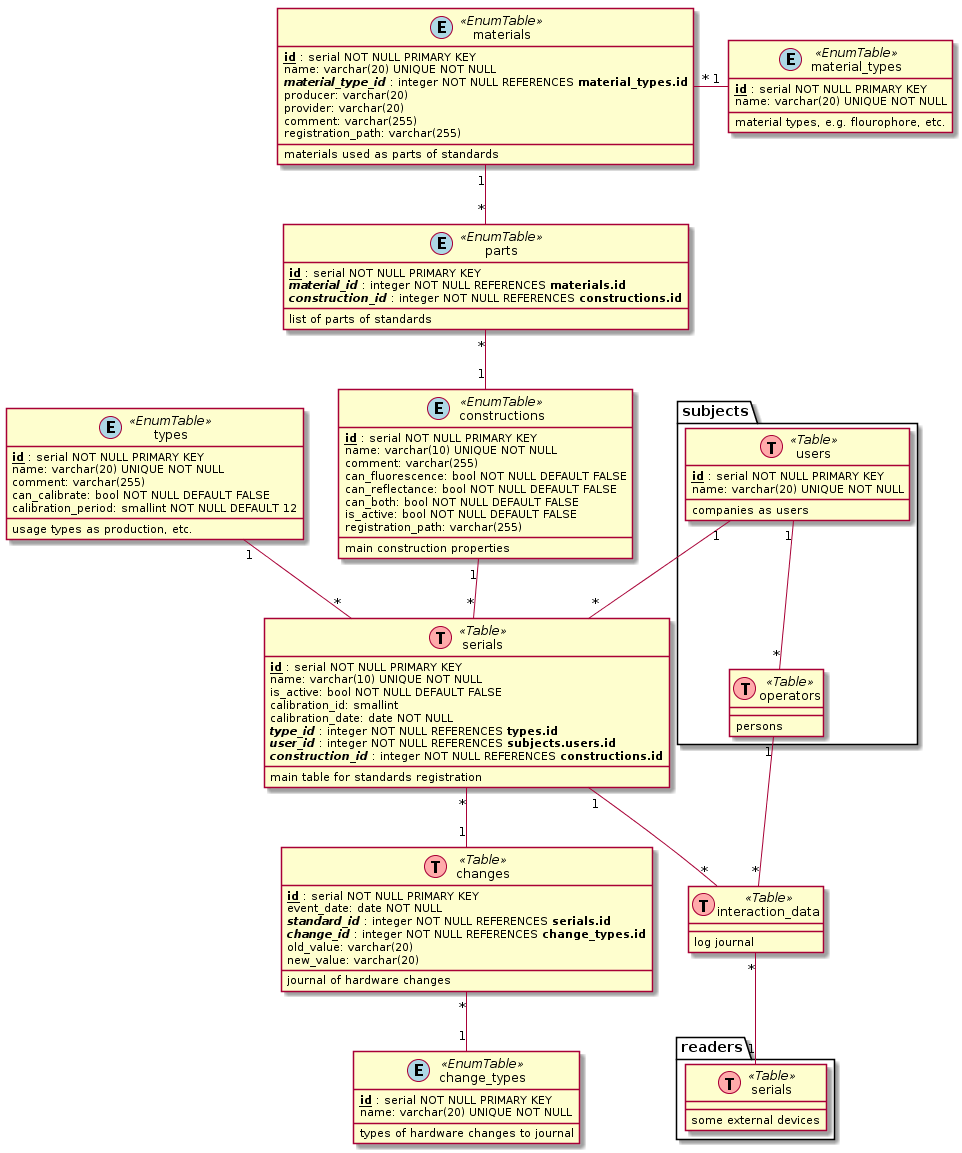 E «EnumTable»
materials
id : serial NOT NULL PRIMARY KEY
name: varchar(20) UNIQUE NOT NULL
material_type_id : integer NOT NULL REFERENCES material_types.id
producer: varchar(20)
provider: varchar(20)
comment: varchar(255)
registration_path: varchar(255)
materials used as parts of standards
* 1
E «EnumTable»
material_types
id : serial NOT NULL PRIMARY KEY
name: varchar(20) UNIQUE NOT NULL
material types, e.g. flourophore, etc.
1
*
E «EnumTable»
parts
id : serial NOT NULL PRIMARY KEY
material_id : integer NOT NULL REFERENCES materials.id
construction_id : integer NOT NULL REFERENCES constructions.id
list of parts of standards
*
1
E «EnumTable»
types
id : serial NOT NULL PRIMARY KEY
name: varchar(20) UNIQUE NOT NULL
comment: varchar(255)
can_calibrate: bool NOT NULL DEFAULT FALSE
calibration_period: smallint NOT NULL DEFAULT 12
usage types as production, etc.
E «EnumTable»
constructions
id : serial NOT NULL PRIMARY KEY
name: varchar(10) UNIQUE NOT NULL
comment: varchar(255)
can_fluorescence: bool NOT NULL DEFAULT FALSE
can_reflectance: bool NOT NULL DEFAULT FALSE
can_both: bool NOT NULL DEFAULT FALSE
is_active: bool NOT NULL DEFAULT FALSE
registration_path: varchar(255)
main construction properties
subjects
T «Table»
users
id : serial NOT NULL PRIMARY KEY
name: varchar(20) UNIQUE NOT NULL
companies as users
1
*
1
*
1
*
1
*
T «Table»
operators
persons
T «Table»
serials
id : serial NOT NULL PRIMARY KEY
name: varchar(10) UNIQUE NOT NULL
is_active: bool NOT NULL DEFAULT FALSE
calibration_id: smallint
calibration_date: date NOT NULL
type_id : integer NOT NULL REFERENCES types.id
user_id : integer NOT NULL REFERENCES subjects.users.id
construction_id : integer NOT NULL REFERENCES constructions.id
main table for standards registration
*
1
1
*
1
*
T «Table»
changes
id : serial NOT NULL PRIMARY KEY
event_date: date NOT NULL
standard_id : integer NOT NULL REFERENCES serials.id
change_id : integer NOT NULL REFERENCES change_types.id
old_value: varchar(20)
new_value: varchar(20)
journal of hardware changes
T «Table»
interaction_data
log journal
*
1
*
1
E «EnumTable»
change_types
id : serial NOT NULL PRIMARY KEY
name: varchar(20) UNIQUE NOT NULL
types of hardware changes to journal
readers
T «Table»
serials
some external devices